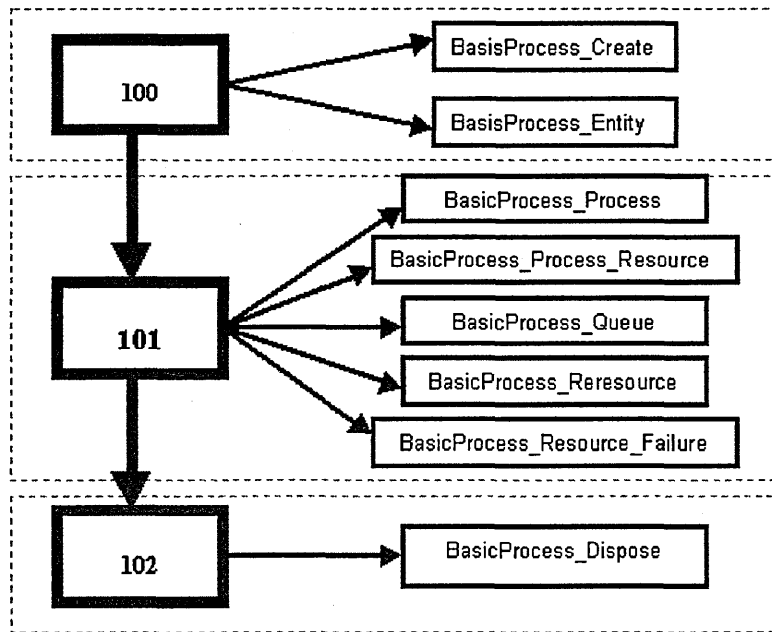 100
BasisProcess_Create
BasisProcess_Entity
101
BasicProcess_Process
BasicProcess_Process_Resource
BasicProcess_Queue
BasicProcess_Reresource
BasicProcess_Resource_Failure
102
BasicProcess_Dispose